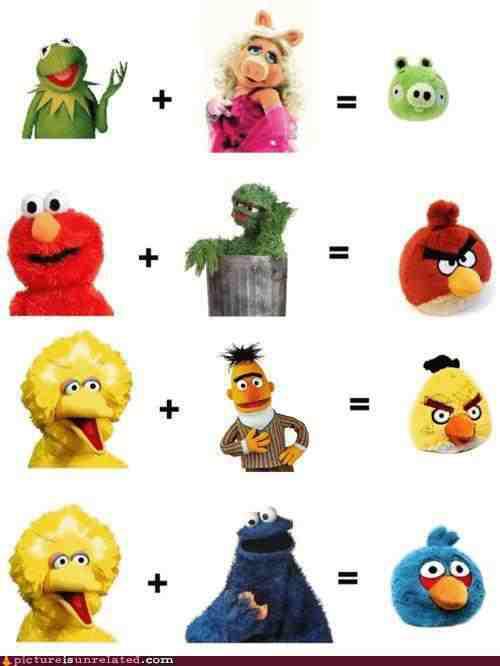 + =
+ =
+ =
+ =
pictureisunrelated.com